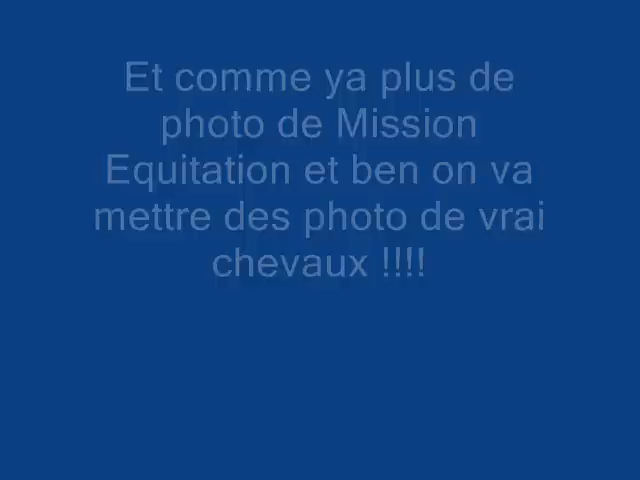 Et comme ya plus de
photo de Mission
Equitation et ben on va
mettre des photo de vrai
chevaux !!!!